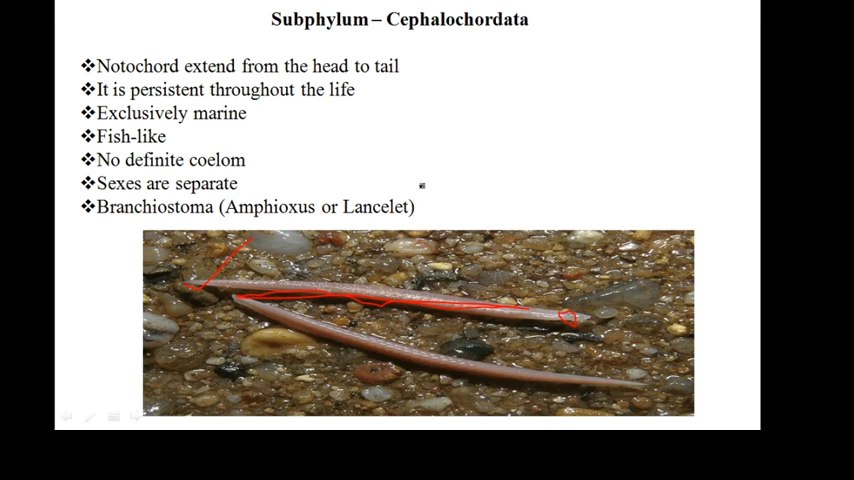 Subphylum – Cephalochordata
❖Notochord extend from the head to tail
❖It is persistent throughout the life
❖Exclusively marine
❖Fish-like
❖No definite coelom
❖Sexes are separate
❖Branchiostoma (Amphioxus or Lancelet)